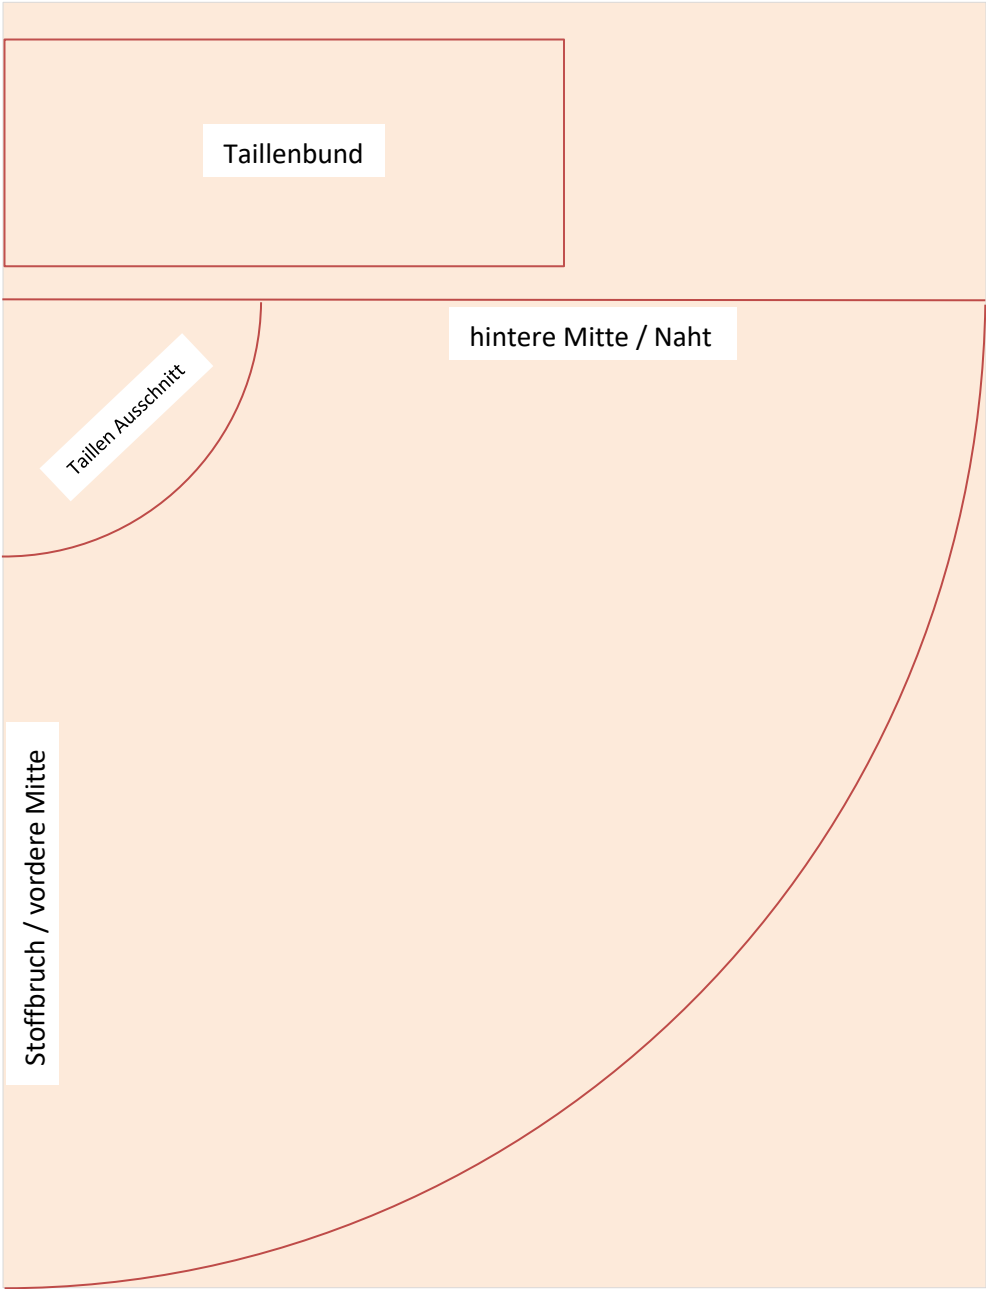 Taillenbund
hintere Mitte / Naht
Taillen Ausschnitt
Stoffbruch / vordere Mitte